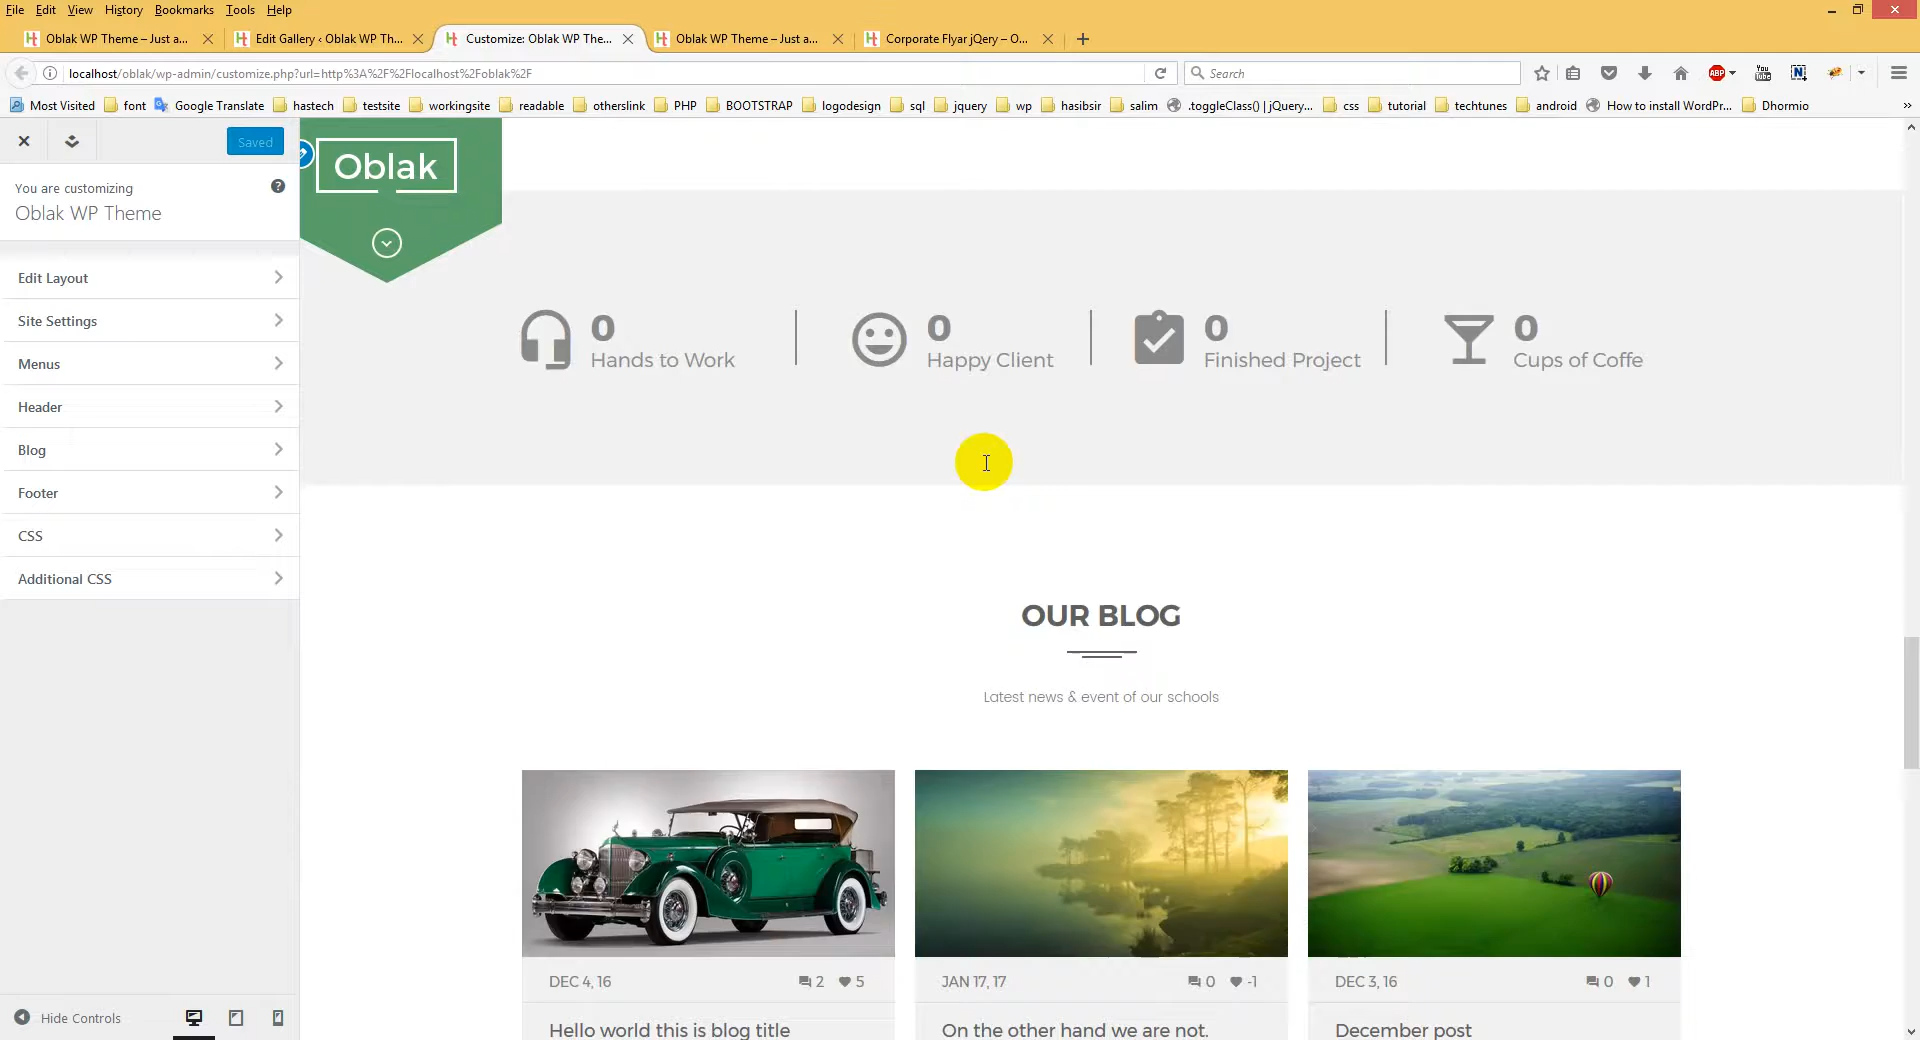 File Edit View History Bookmarks Tools Help
Oblak WP Theme – Just a...
Edit Gallery ‹ Oblak WP Th...
Customize: Oblak WP The...
Oblak WP Theme – Just a...
Corporate Flyar jQery – O...
localhost/oblak/wp-admin/customize.php?url=http%3A%2F%2Flocalhost%2Foblak%2F
Search
ABP
You Tube
Most Visited font Google Translate hastech testsite workingsite readable otherslink PHP BOOTSTRAP logodesign sql jquery wp hasibsir salim .toggleClass() | jQuery... css tutorial techtunes android How to install WordPr... Dhormio
Saved
You are customizing
Oblak WP Theme
Edit Layout
Site Settings
Menus
Header
Blog
Footer
CSS
Additional CSS
Hide Controls
Oblak
0
Hands to Work
0
Happy Client
0
Finished Project
0
Cups of Coffe
OUR BLOG
Latest news & event of our schools
DEC 4, 16 2 5
Hello world this is blog title
JAN 17, 17 0 -1
On the other hand we are not.
DEC 3, 16 0 1
December post